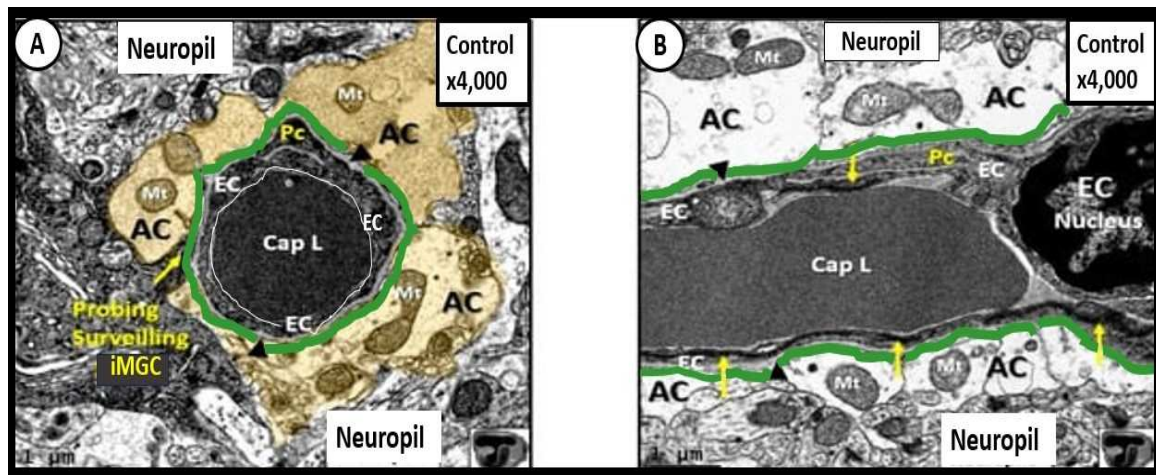 A
Neuropil
Control
x4,000
Mt
AC
Pc
EC
Mt
EC
AC
Cap L
Mt
AC
EC
Probing
Surveilling
iMGC
Neuropil
1 µm
B
Neuropil
Control
x4,000
Mt
Mt
AC
AC
Pc
EC
EC
Nucleus
EC
Cap L
EC
AC
Mt
Mt
AC
Neuropil
1 µm